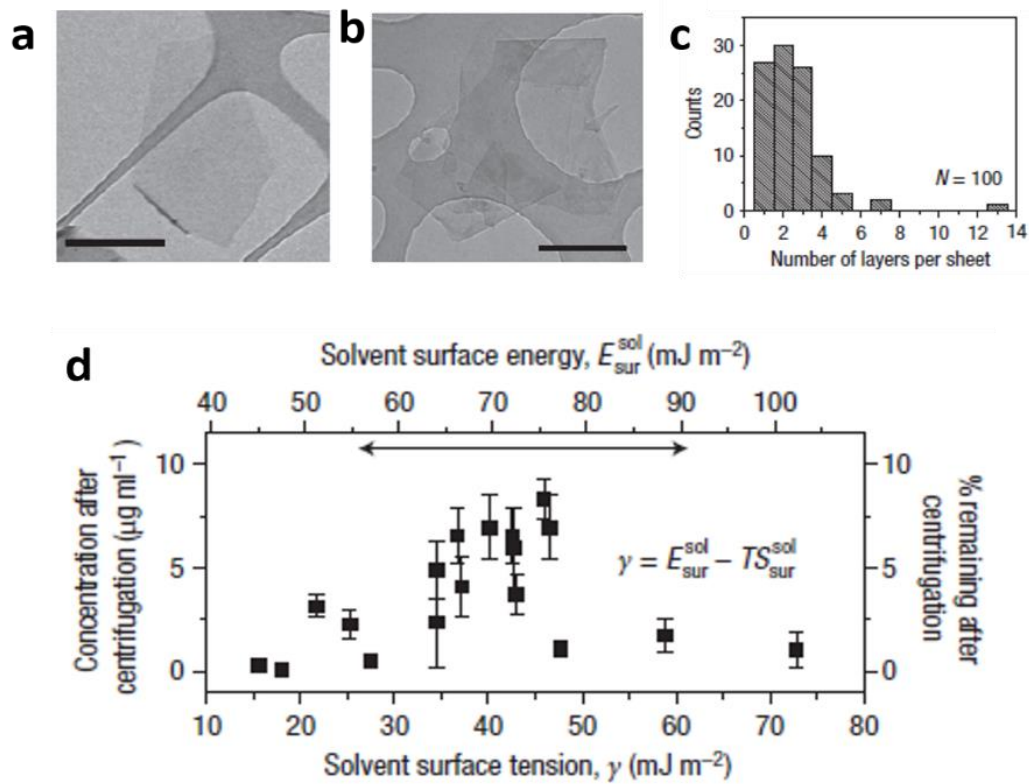 a
b
c
30
20
10
0
Counts
N = 100
0 2 4 6 8 10 12 14
Number of layers per sheet
d
Solvent surface energy, E_sur^sol (mJ m⁻²)
40 50 60 70 80 90 100
Concentration after
centrifugation (µg ml⁻¹)
10
5
0
γ = E_sur^sol − TS_sur^sol
10
5
0
% remaining after
centrifugation
10 20 30 40 50 60 70 80
Solvent surface tension, γ (mJ m⁻²)